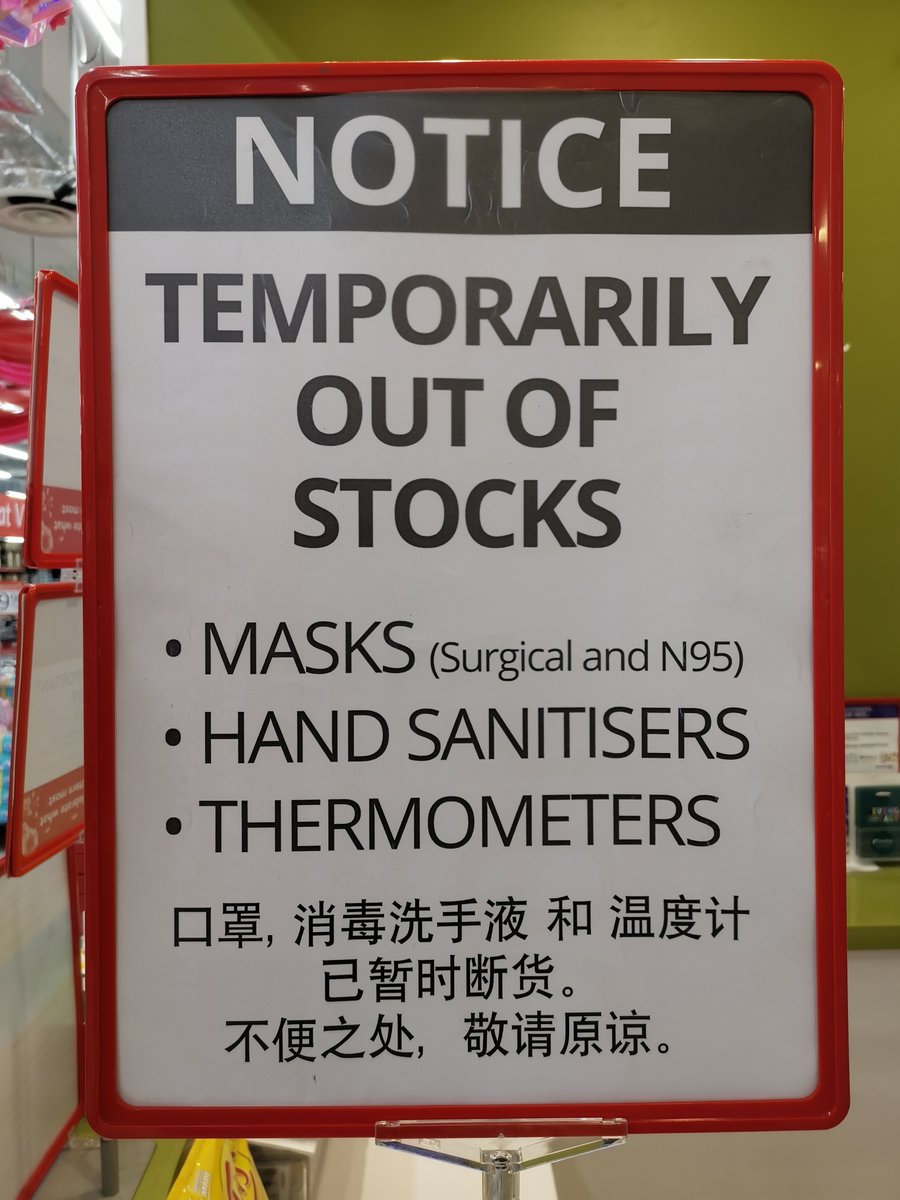 NOTICE
TEMPORARILY
OUT OF
STOCKS
• MASKS (Surgical and N95)
• HAND SANITISERS
• THERMOMETERS
口罩, 消毒洗手液 和 温度计
已暂时断货。
不便之处, 敬请原谅。